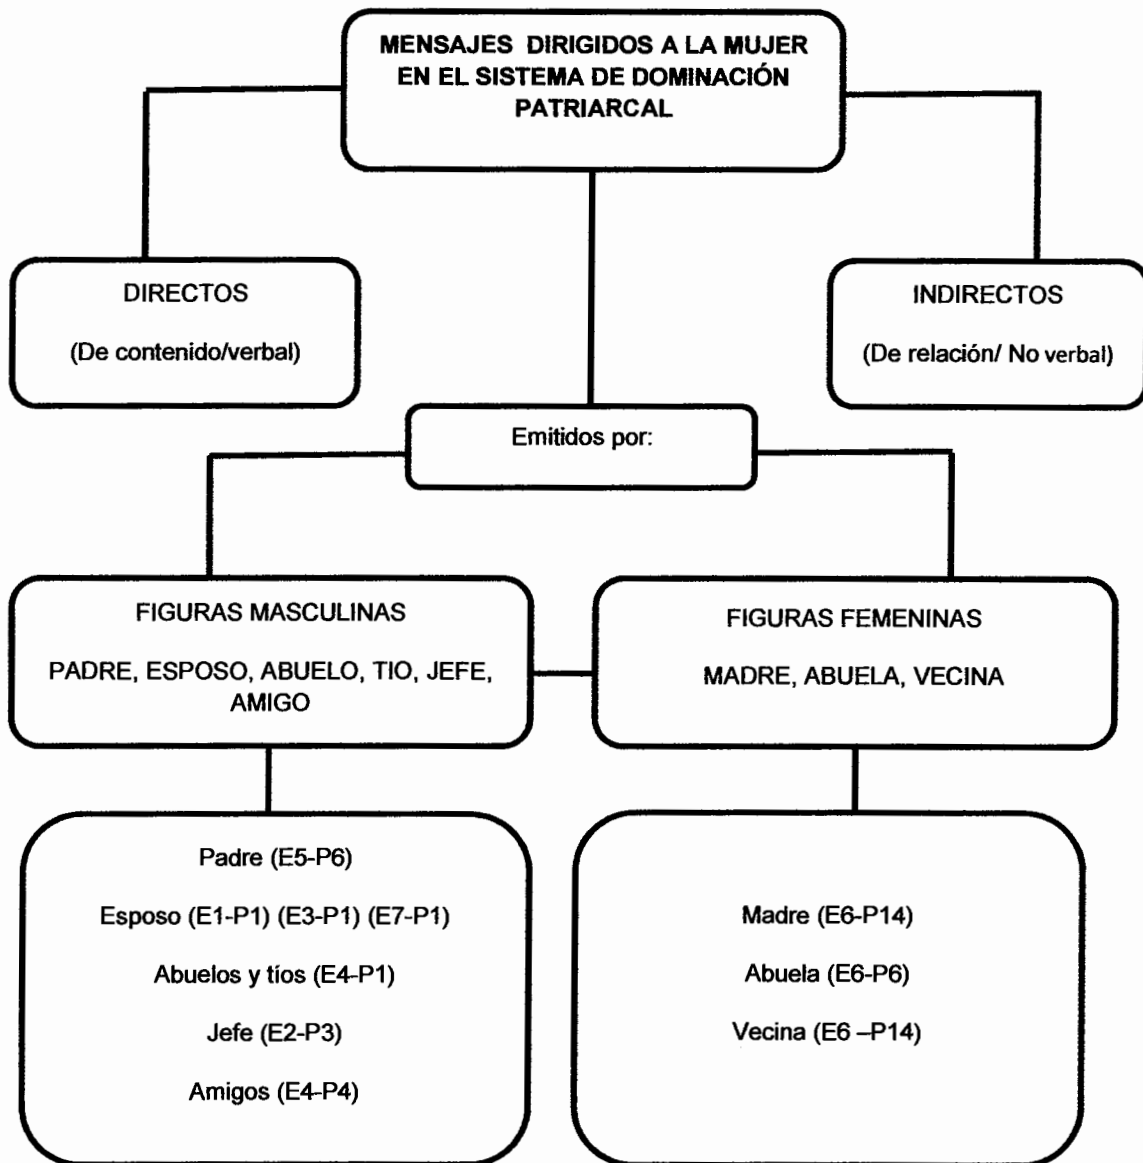 MENSAJES DIRIGIDOS A LA MUJER
EN EL SISTEMA DE DOMINACIÓN
PATRIARCAL
DIRECTOS
(De contenido/verbal)
INDIRECTOS
(De relación/ No verbal)
Emitidos por:
FIGURAS MASCULINAS
PADRE, ESPOSO, ABUELO, TIO, JEFE,
AMIGO
FIGURAS FEMENINAS
MADRE, ABUELA, VECINA
Padre (E5-P6)
Esposo (E1-P1) (E3-P1) (E7-P1)
Abuelos y tíos (E4-P1)
Jefe (E2-P3)
Amigos (E4-P4)
Madre (E6-P14)
Abuela (E6-P6)
Vecina (E6 –P14)